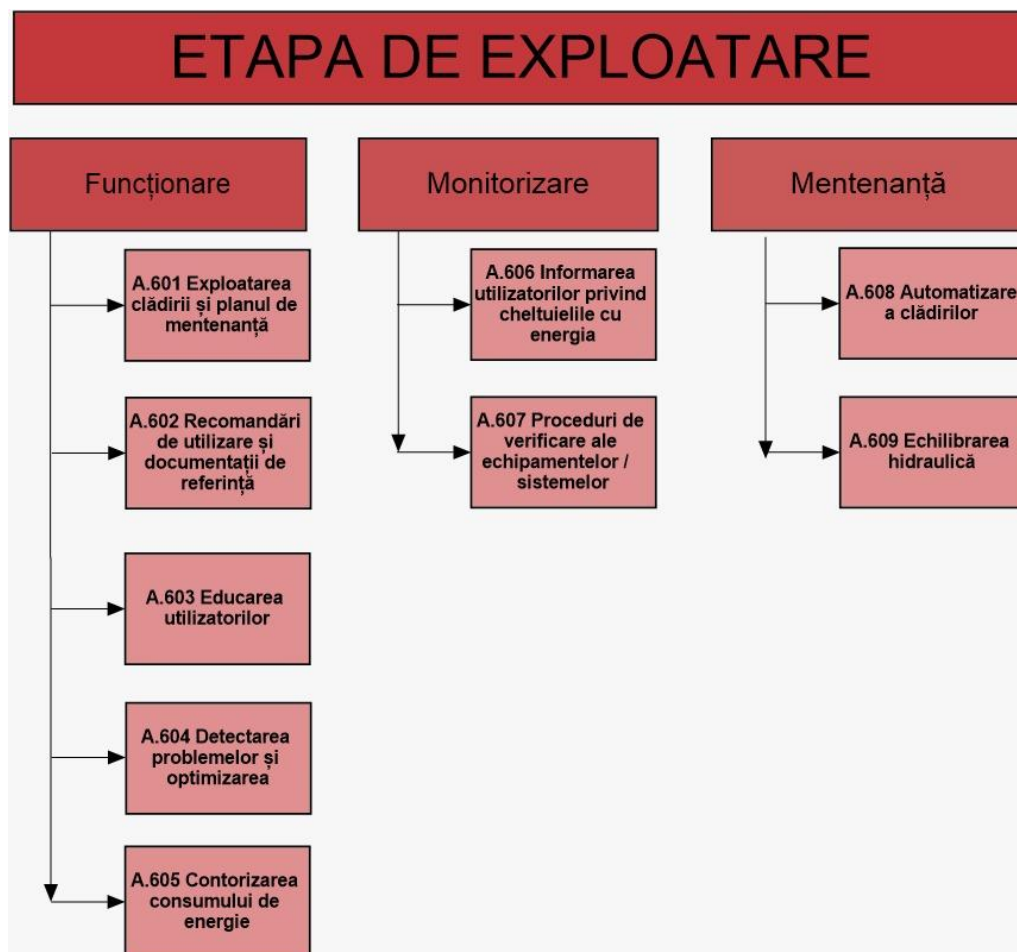 ETAPA DE EXPLOATARE
Funcționare
A.601 Exploatarea
clădirii și planul de
mentenanță
A.602 Recomandări
de utilizare și
documentații de
referință
A.603 Educarea
utilizatorilor
A.604 Detectarea
problemelor și
optimizarea
A.605 Contorizarea
consumului de
energie
Monitorizare
A.606 Informarea
utilizatorilor privind
cheltuielile cu
energia
A.607 Proceduri de
verificare ale
echipamentelor /
sistemelor
Mentenanță
A.608 Automatizare
a clădirilor
A.609 Echilibrarea
hidraulică